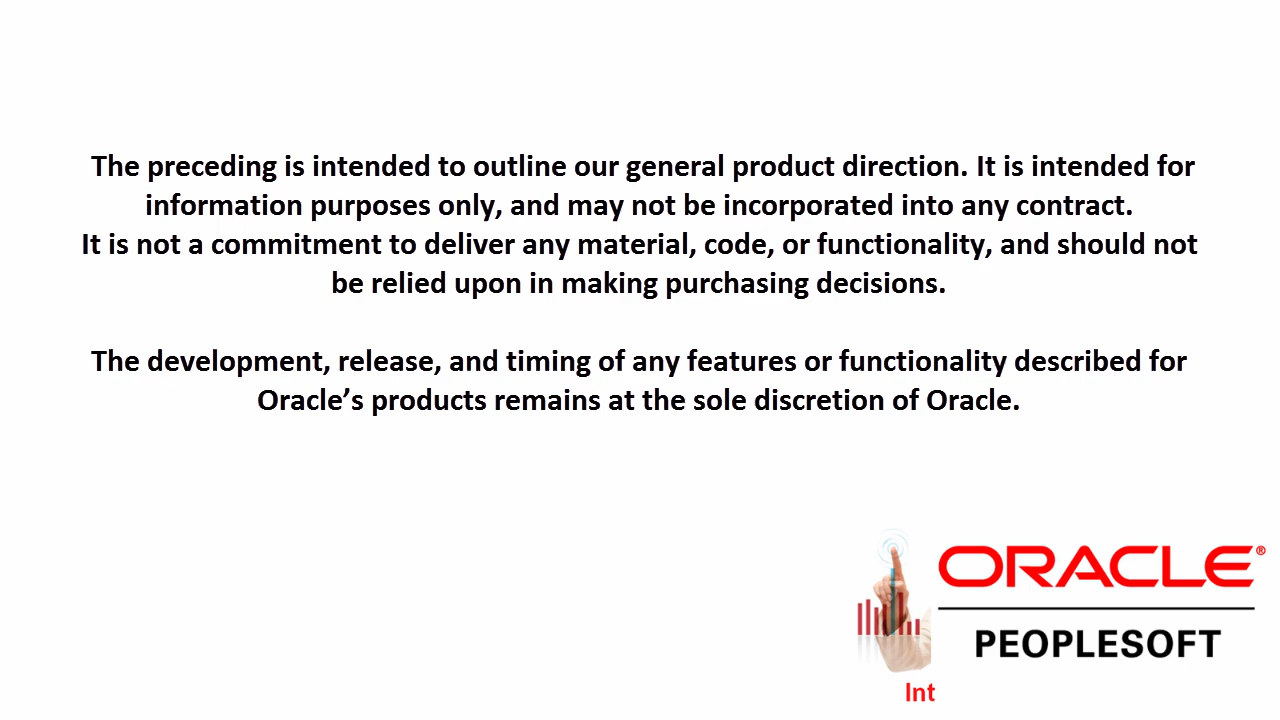 The preceding is intended to outline our general product direction. It is intended for
information purposes only, and may not be incorporated into any contract.
It is not a commitment to deliver any material, code, or functionality, and should not
be relied upon in making purchasing decisions.
The development, release, and timing of any features or functionality described for
Oracle’s products remains at the sole discretion of Oracle.
ORACLE®
PEOPLESOFT
Int